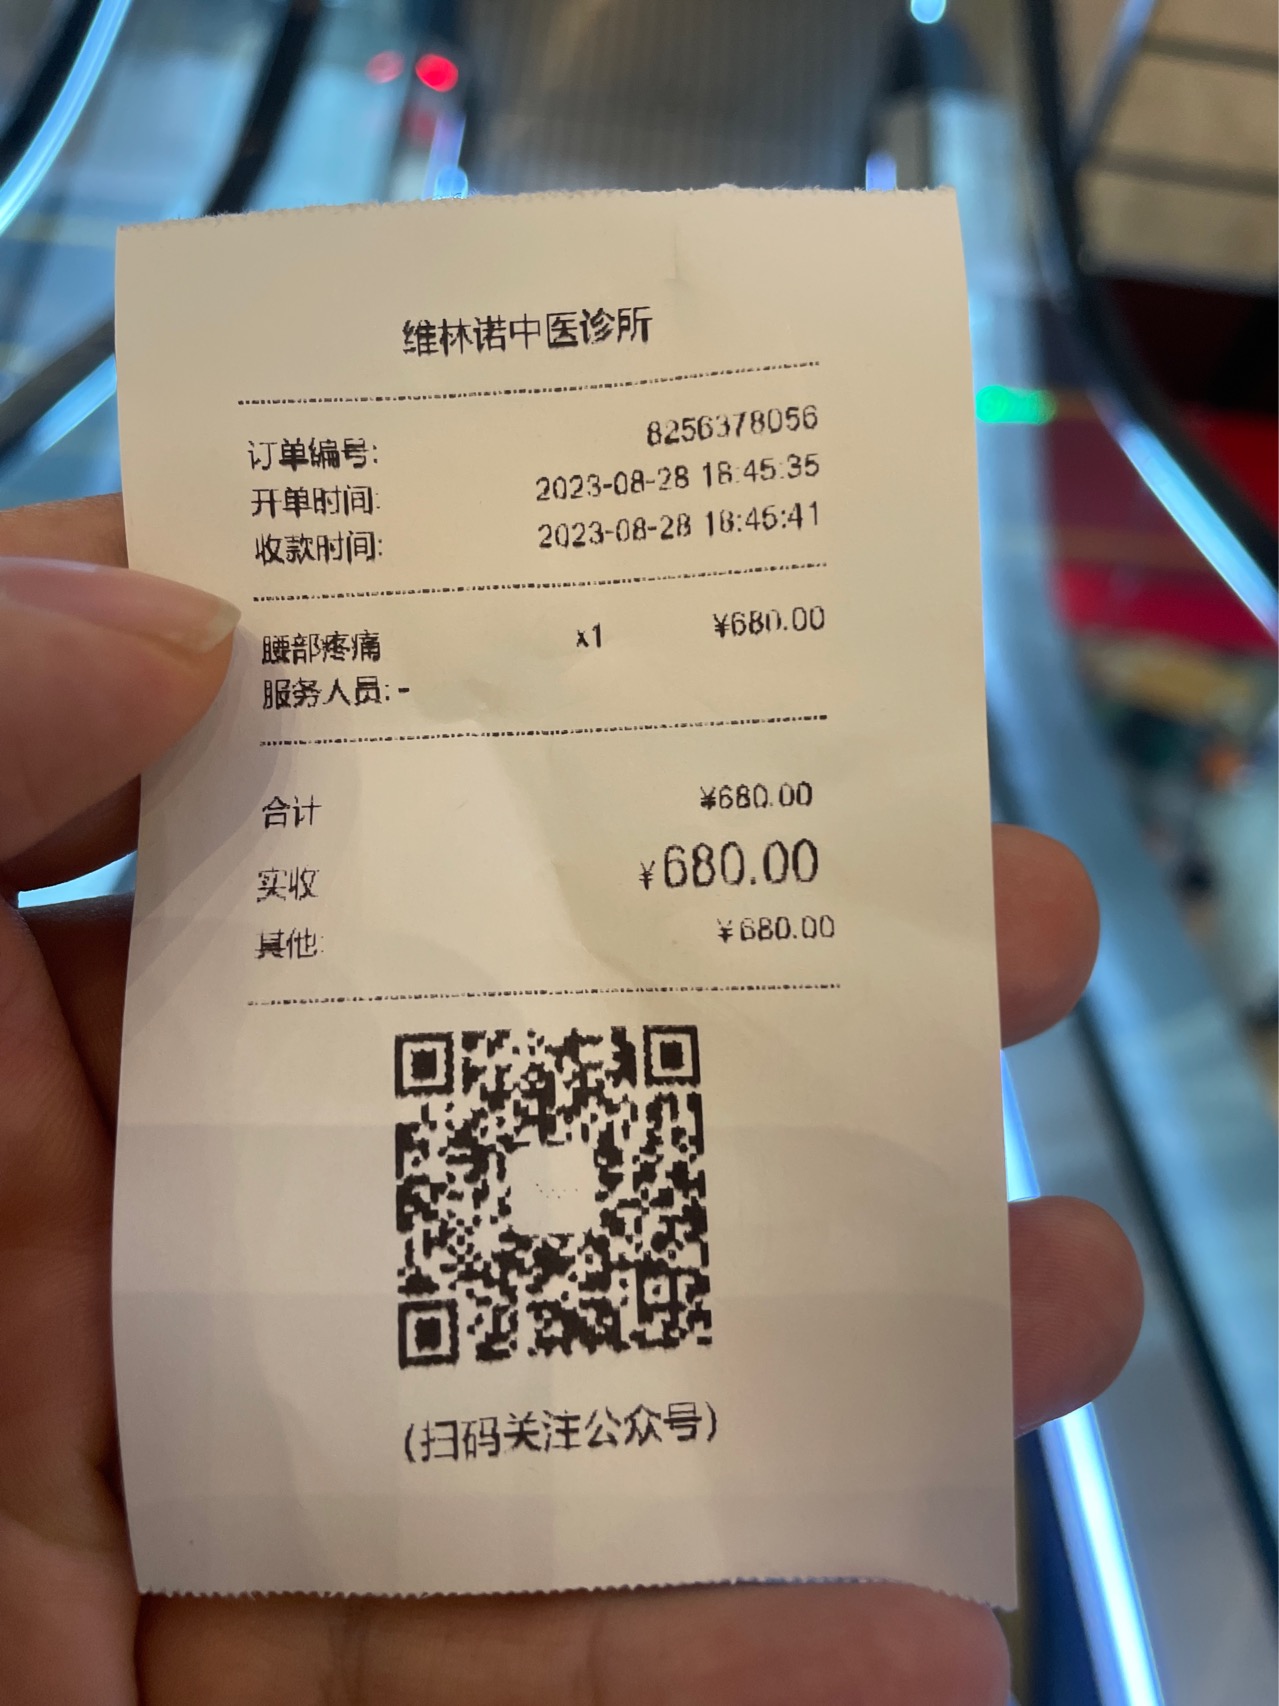 维林诺中医诊所
订单编号: 8256378056
开单时间: 2023-08-28 18:45:35
收款时间: 2023-08-28 18:45:41
腰部疼痛 x1 ¥680.00
服务人员: -
合计 ¥680.00
实收 ¥680.00
其他: ¥680.00
(扫码关注公众号)